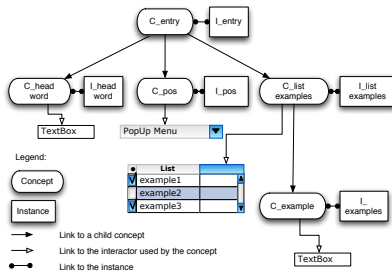 C_entry
I_entry
C_head
word
I_head
word
C_pos
I_pos
C_list
examples
I_list
examples
TextBox
PopUp Menu
Legend:
List
example1
example2
example3
Concept
Instance
C_example
I_
examples
Link to a child concept
Link to the interactor used by the concept
TextBox
Link to the instance